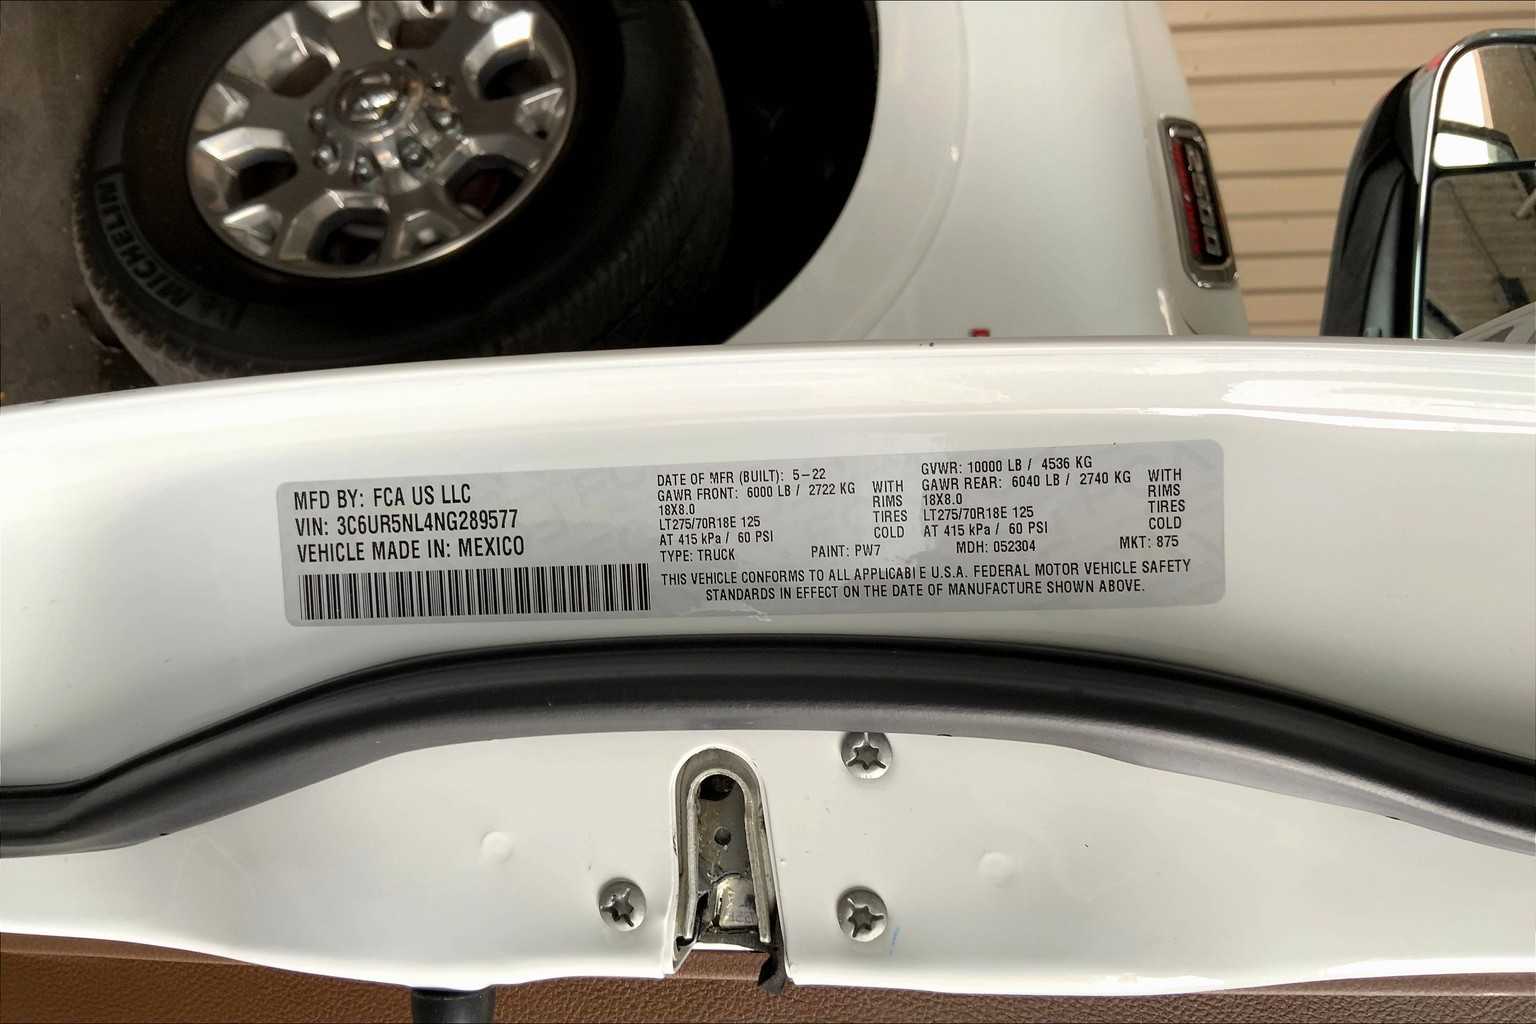 MICHELIN
2500
MFD BY: FCA US LLC
VIN: 3C6UR5NL4NG289577
VEHICLE MADE IN: MEXICO
DATE OF MFR (BUILT): 5-22
GAWR FRONT: 6000 LB / 2722 KG WITH
18X8.0 RIMS
LT275/70R18E 125 TIRES
AT 415 kPa / 60 PSI COLD
TYPE: TRUCK PAINT: PW7
GVWR: 10000 LB / 4536 KG
GAWR REAR: 6040 LB / 2740 KG WITH
18X8.0 RIMS
LT275/70R18E 125 TIRES
AT 415 kPa / 60 PSI COLD
MDH: 052304 MKT: 875
THIS VEHICLE CONFORMS TO ALL APPLICABI E U.S.A. FEDERAL MOTOR VEHICLE SAFETY
STANDARDS IN EFFECT ON THE DATE OF MANUFACTURE SHOWN ABOVE.